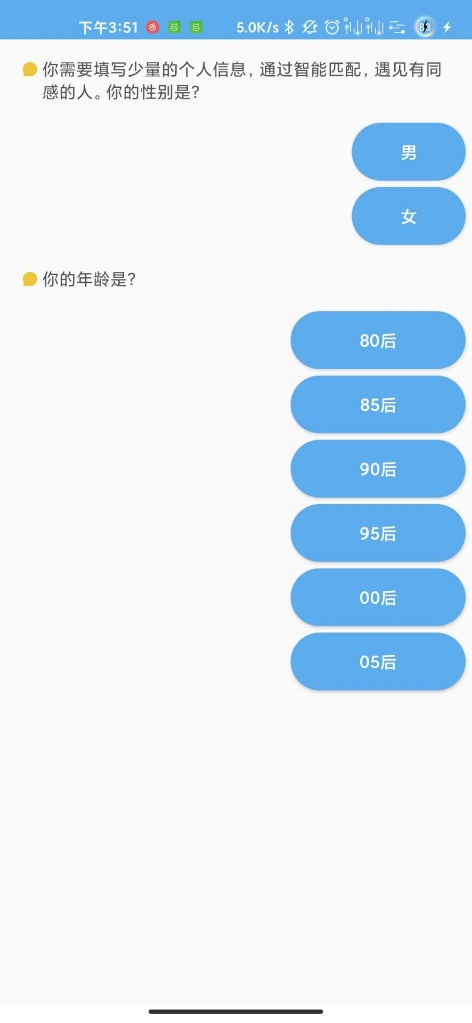 下午3:51
5.0K/s
你需要填写少量的个人信息，通过智能匹配，遇见有同
感的人。你的性别是？
男
女
你的年龄是？
80后
85后
90后
95后
00后
05后